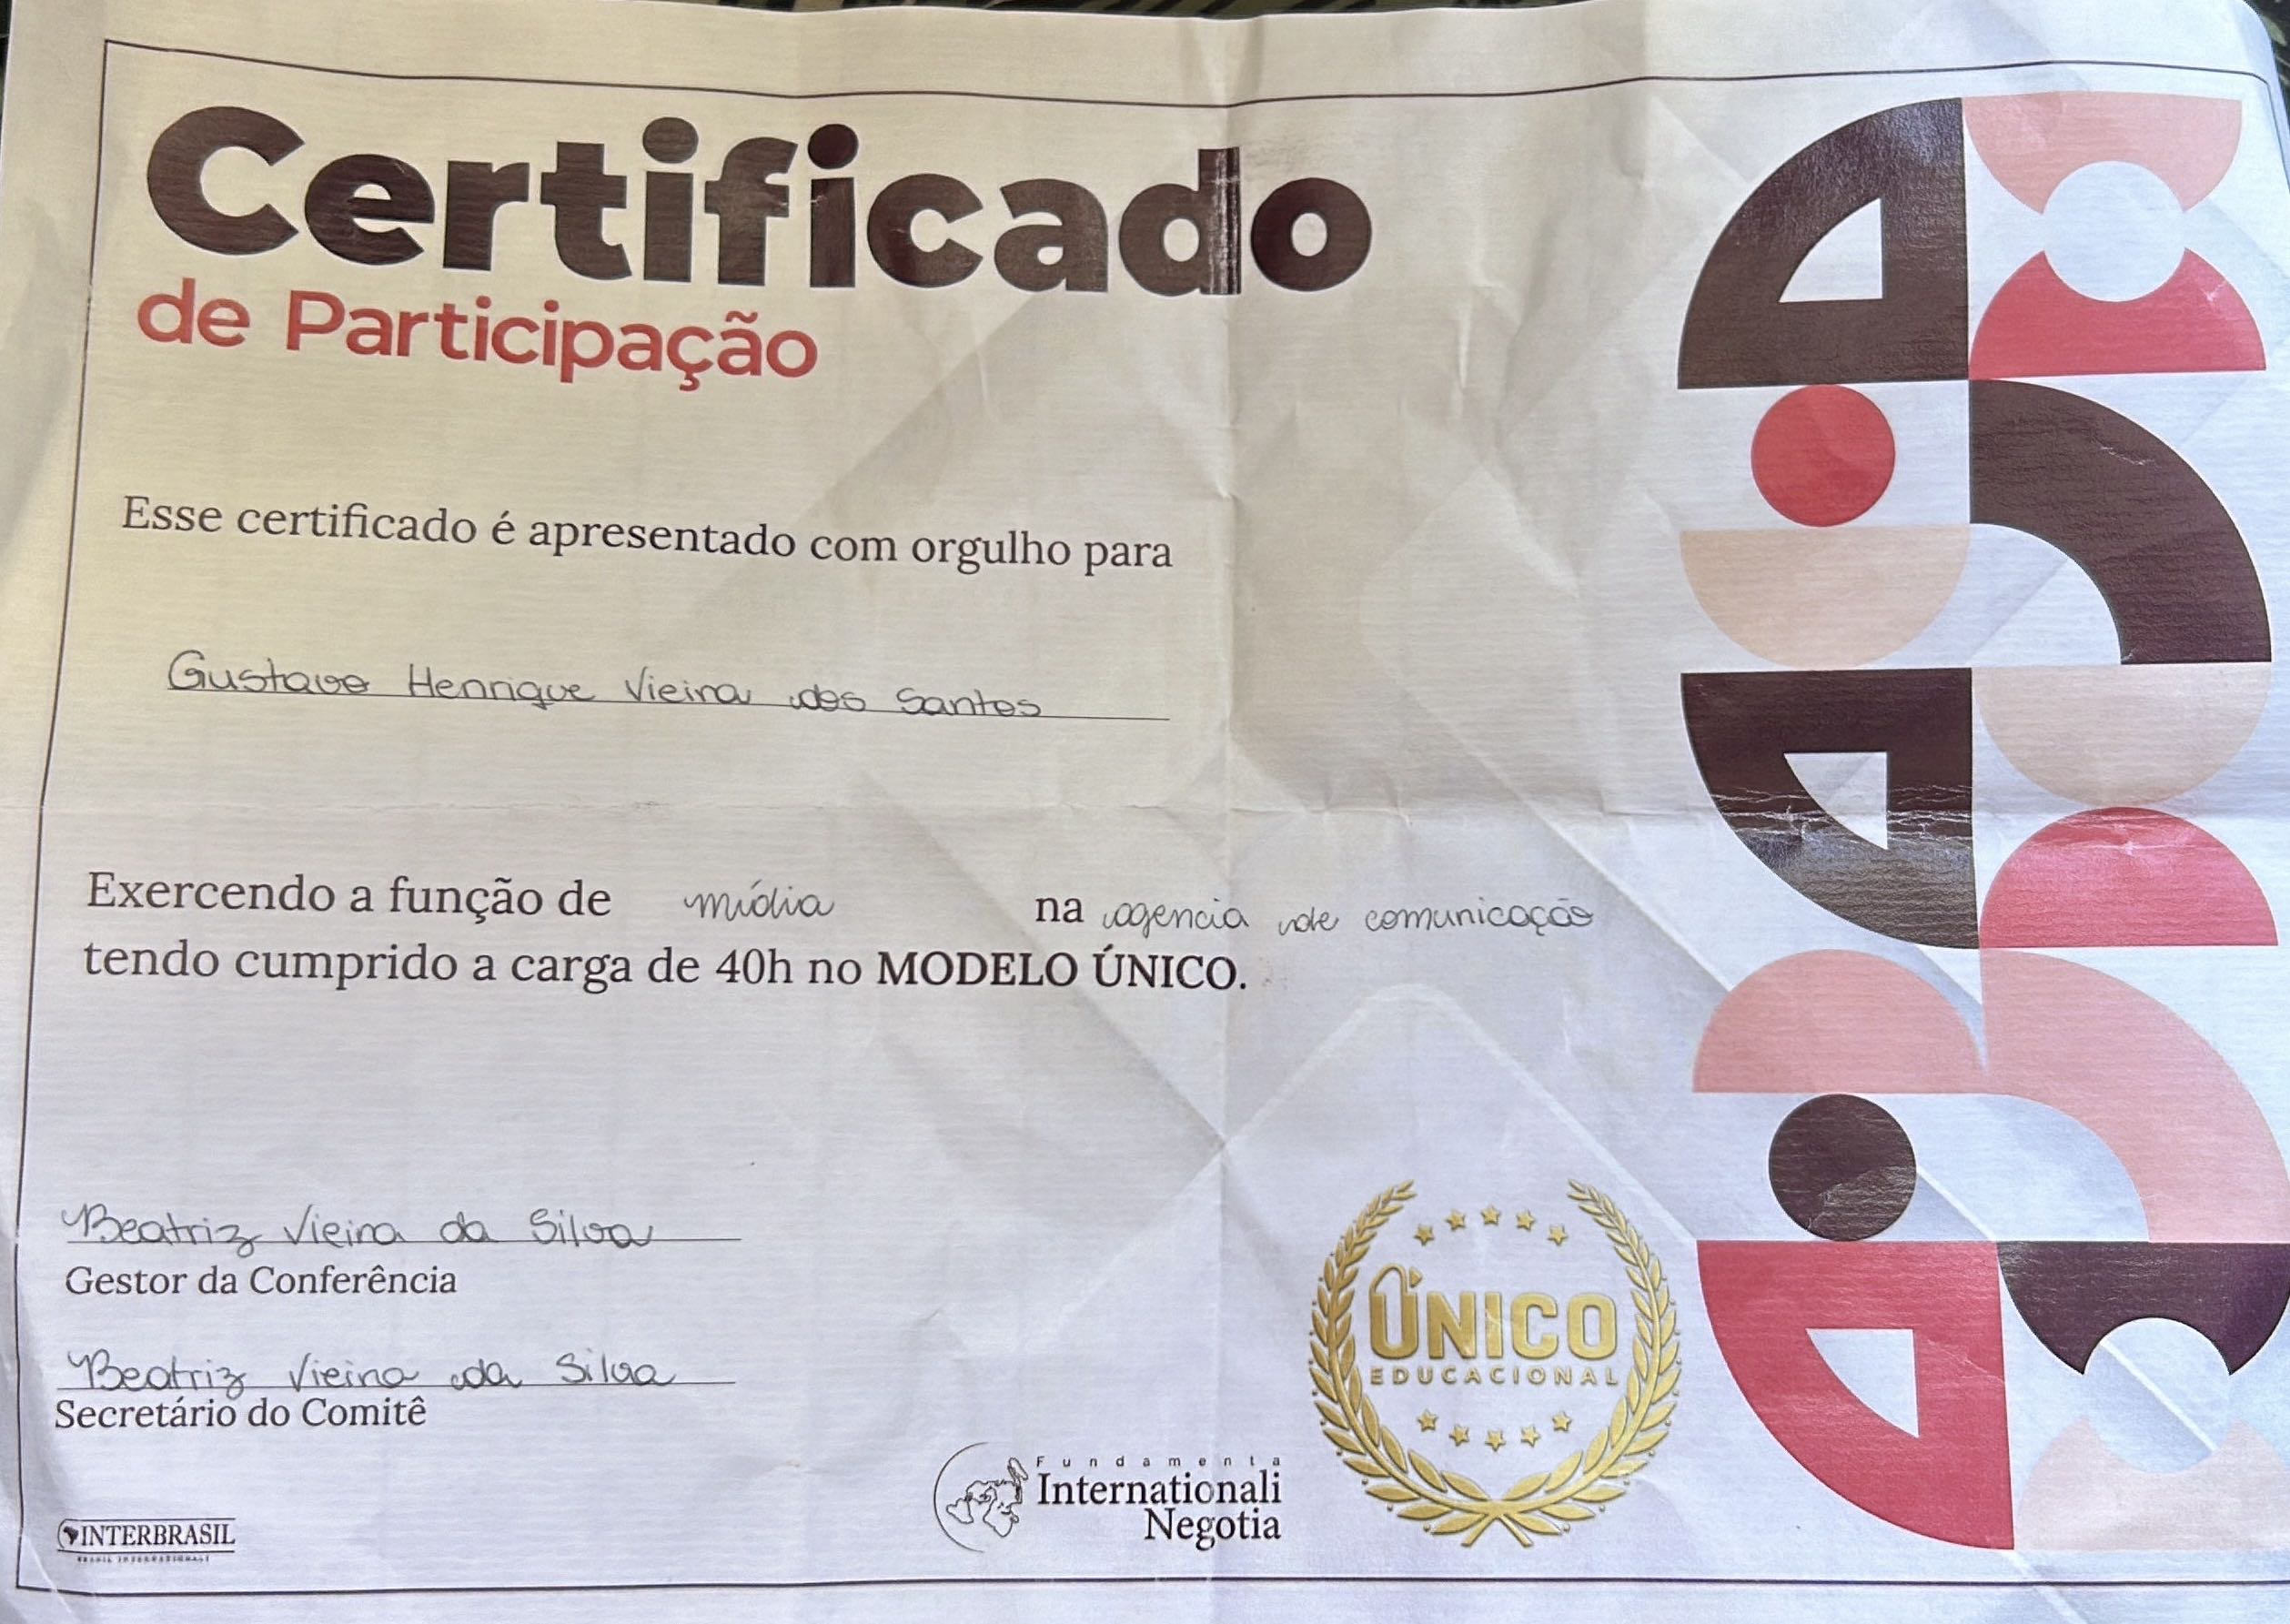 Certificado
de Participação
Esse certificado é apresentado com orgulho para
Gustavo Henrique Vieira dos Santos
Exercendo a função de mídia na agencia de comunicação
tendo cumprido a carga de 40h no MODELO ÚNICO.
Beatriz Vieira da Silva
Gestor da Conferência
Beatriz Vieira da Silva
Secretário do Comitê
INTERBRASIL
BRASIL INTERNATIONALI
Fundamenta
Internationali
Negotia
ÚNICO
EDUCACIONAL